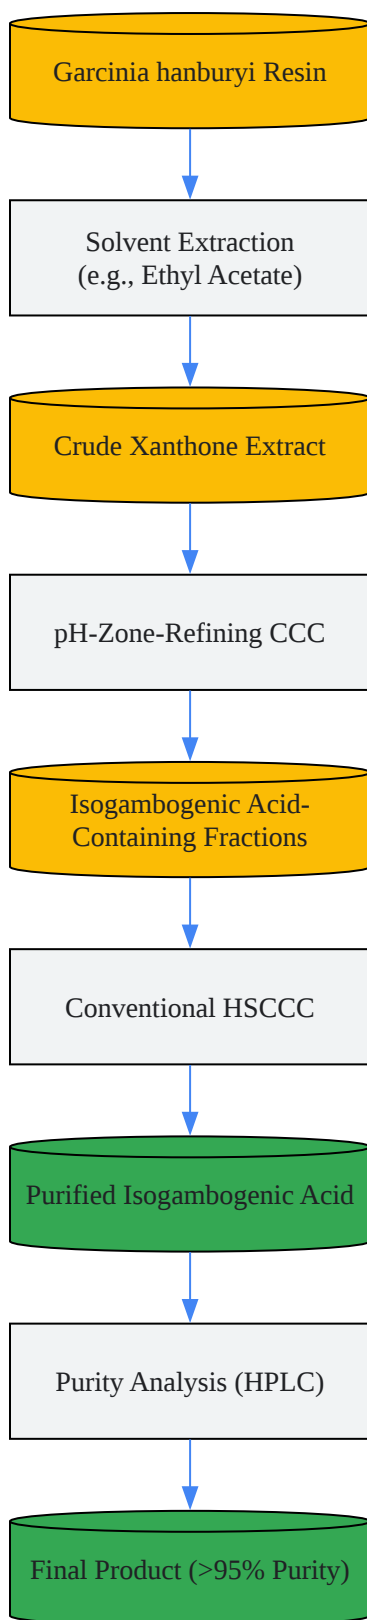 Garcinia hanburyi Resin
Solvent Extraction
(e.g., Ethyl Acetate)
Crude Xanthone Extract
pH-Zone-Refining CCC
Isogambogenic Acid-
Containing Fractions
Conventional HSCCC
Purified Isogambogenic Acid
Purity Analysis (HPLC)
Final Product (>95% Purity)